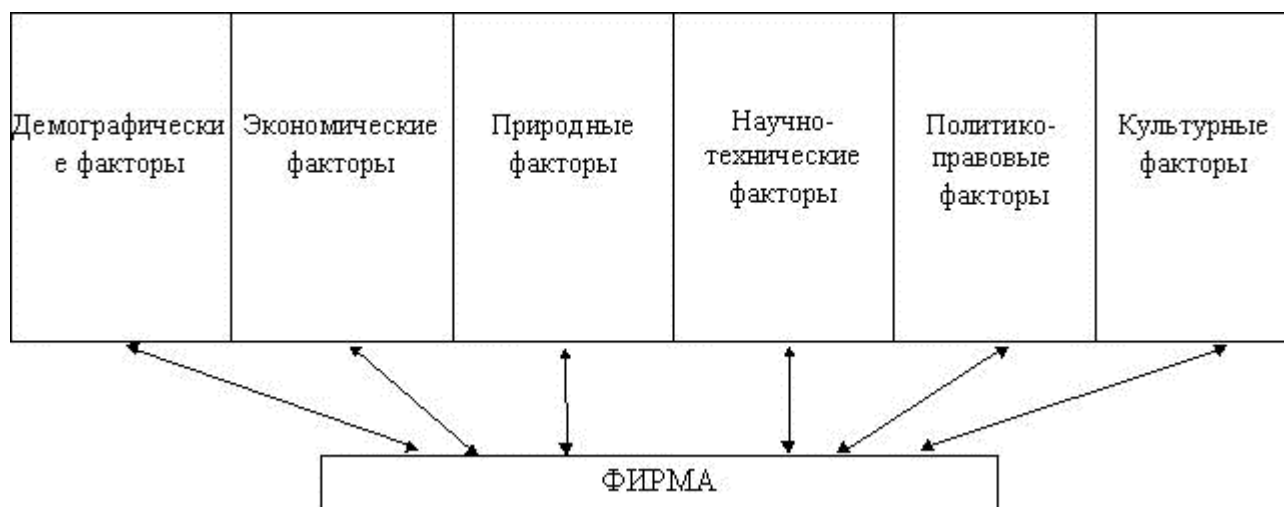 Демографически
е факторы
Экономические
факторы
Природные
факторы
Научно-
технические
факторы
Политико-
правовые
факторы
Культурные
факторы
ФИРМА